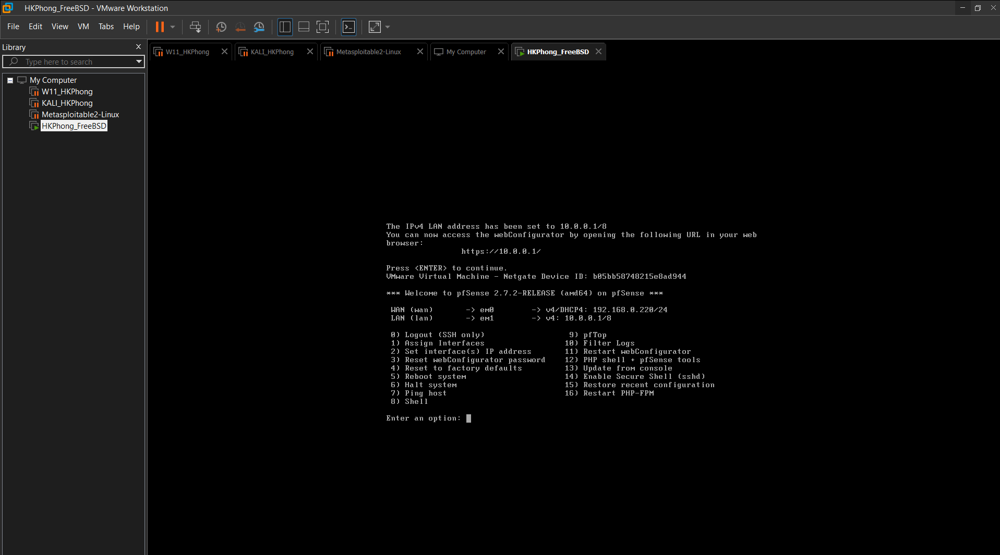 HKPhong_FreeBSD - VMware Workstation
File Edit View VM Tabs Help
Library
Type here to search
My Computer
W11_HKPhong
KALI_HKPhong
Metasploitable2-Linux
HKPhong_FreeBSD
W11_HKPhong KALI_HKPhong Metasploitable2-Linux My Computer HKPhong_FreeBSD
The IPv4 LAN address has been set to 10.0.0.1/8
You can now access the webConfigurator by opening the following URL in your web
browser:
https://10.0.0.1/
Press <ENTER> to continue.
VMware Virtual Machine - Netgate Device ID: b05bb58748215e8ad944
*** Welcome to pfSense 2.7.2-RELEASE (amd64) on pfSense ***
WAN (wan) -> em0 -> v4/DHCP4: 192.168.0.220/24
LAN (lan) -> em1 -> v4: 10.0.0.1/8
0) Logout (SSH only) 9) pfTop
1) Assign Interfaces 10) Filter Logs
2) Set interface(s) IP address 11) Restart webConfigurator
3) Reset webConfigurator password 12) PHP shell + pfSense tools
4) Reset to factory defaults 13) Update from console
5) Reboot system 14) Enable Secure Shell (sshd)
6) Halt system 15) Restore recent configuration
7) Ping host 16) Restart PHP-FPM
8) Shell
Enter an option: